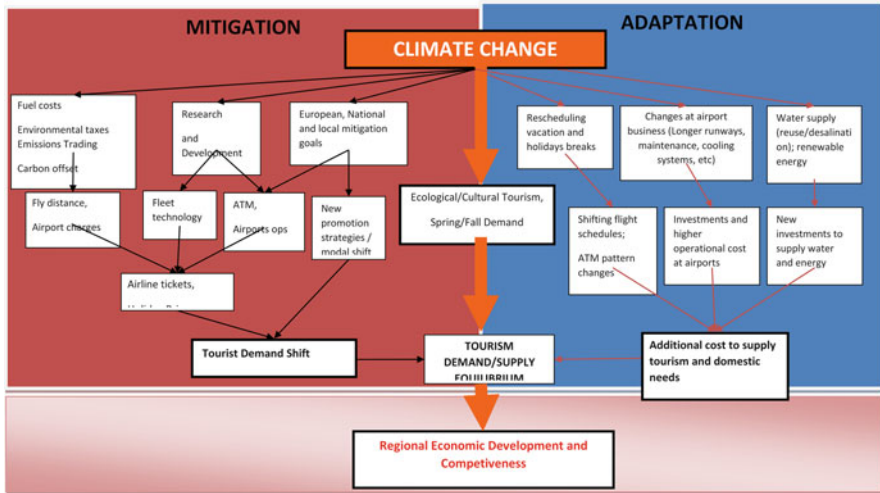 MITIGATION
ADAPTATION
CLIMATE CHANGE
Fuel costs
Environmental taxes
Emissions Trading
Carbon offset
Research
and
Development
European, National
and local mitigation
goals
Rescheduling
vacation and
holidays breaks
Changes at airport
business (Longer runways,
maintenance, cooling
systems, etc)
Water supply
(reuse/desalinati
on); renewable
energy
Fly distance,
Airport charges
Fleet
technology
ATM,
Airports ops
New
promotion
strategies /
modal shift
Ecological/Cultural Tourism,
Spring/Fall Demand
Shifting flight
schedules;
ATM pattern
changes
Investments and
higher
operational cost
at airports
New
investments to
supply water
and energy
Airline tickets,
Tourist Demand Shift
TOURISM
DEMAND/SUPPLY
EQUILIBRIUM
Additional cost to supply
tourism and domestic
needs
Regional Economic Development and
Competiveness